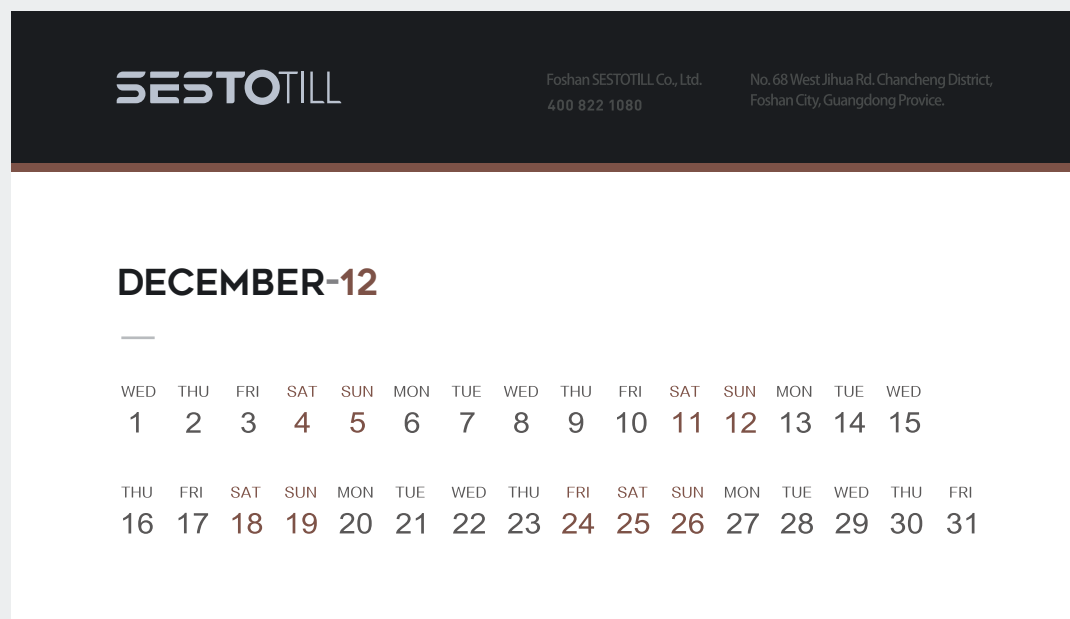 SESTOTILL
Foshan SESTOTILL Co., Ltd.
400 822 1080
No. 68 West Jihua Rd. Chancheng District,
Foshan City, Guangdong Provice.
DECEMBER-12
WED THU FRI SAT SUN MON TUE WED THU FRI SAT SUN MON TUE WED
1 2 3 4 5 6 7 8 9 10 11 12 13 14 15
THU FRI SAT SUN MON TUE WED THU FRI SAT SUN MON TUE WED THU FRI
16 17 18 19 20 21 22 23 24 25 26 27 28 29 30 31